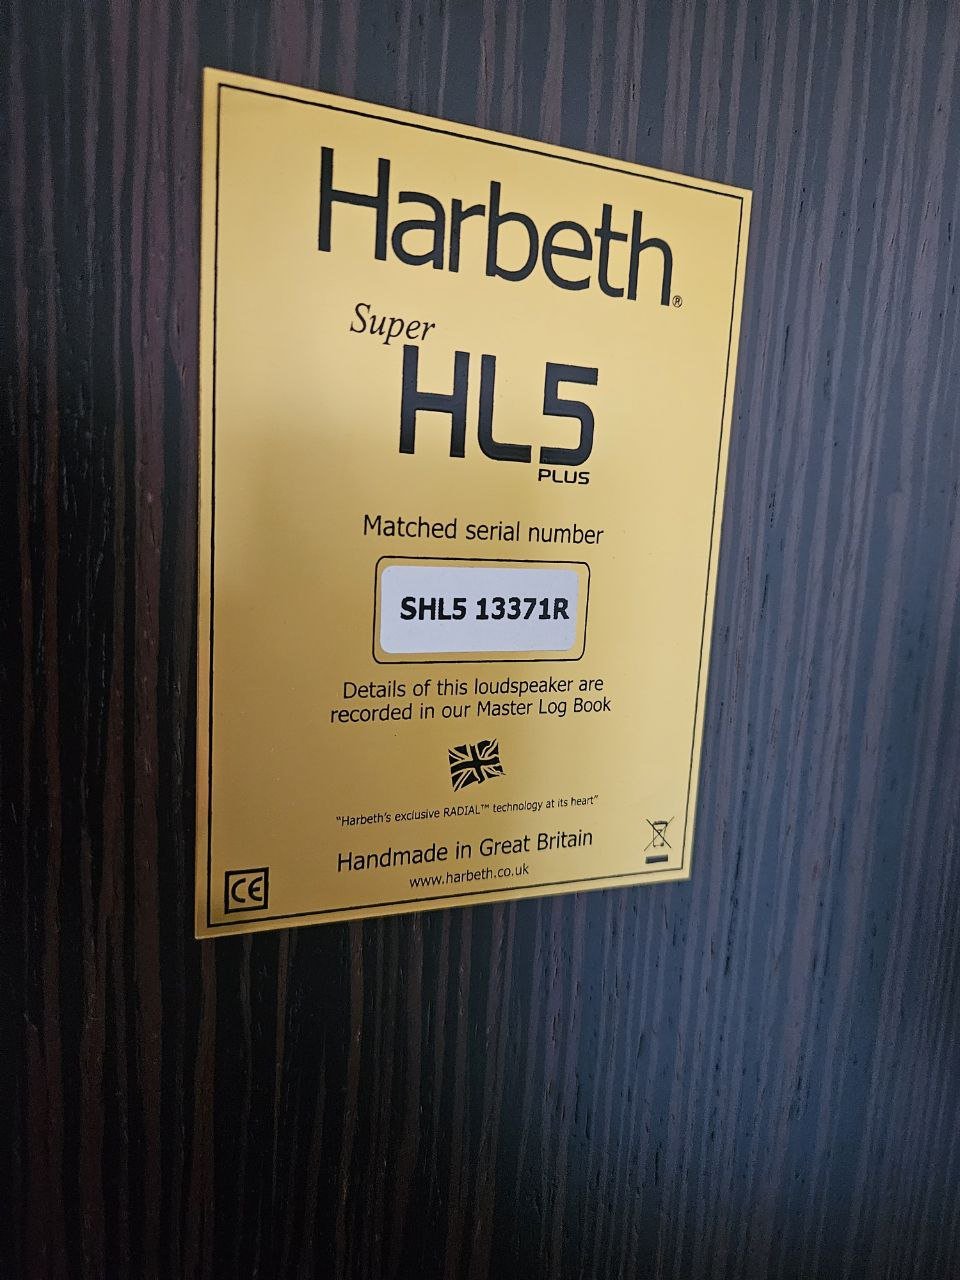 Harbeth®
Super
HL5
PLUS
Matched serial number
SHL5 13371R
Details of this loudspeaker are
recorded in our Master Log Book
"Harbeth's exclusive RADIAL™ technology at its heart"
Handmade in Great Britain
www.harbeth.co.uk
CE